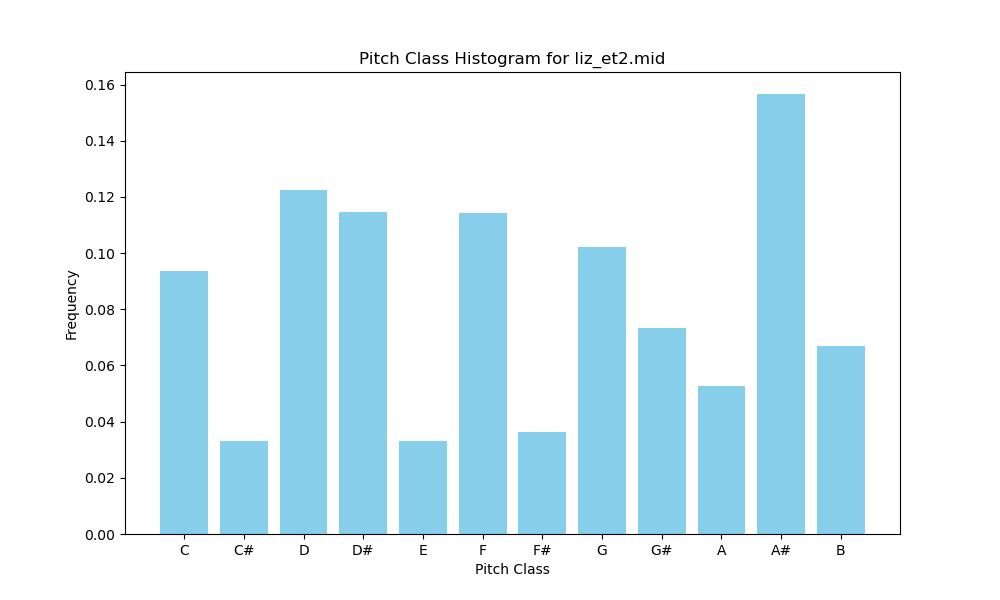 Pitch Class Histogram for liz_et2.mid
0.16
0.14
0.12
0.10
0.08
0.06
0.04
0.02
0.00
Frequency
C C# D D# E F F# G G# A A# B
Pitch Class